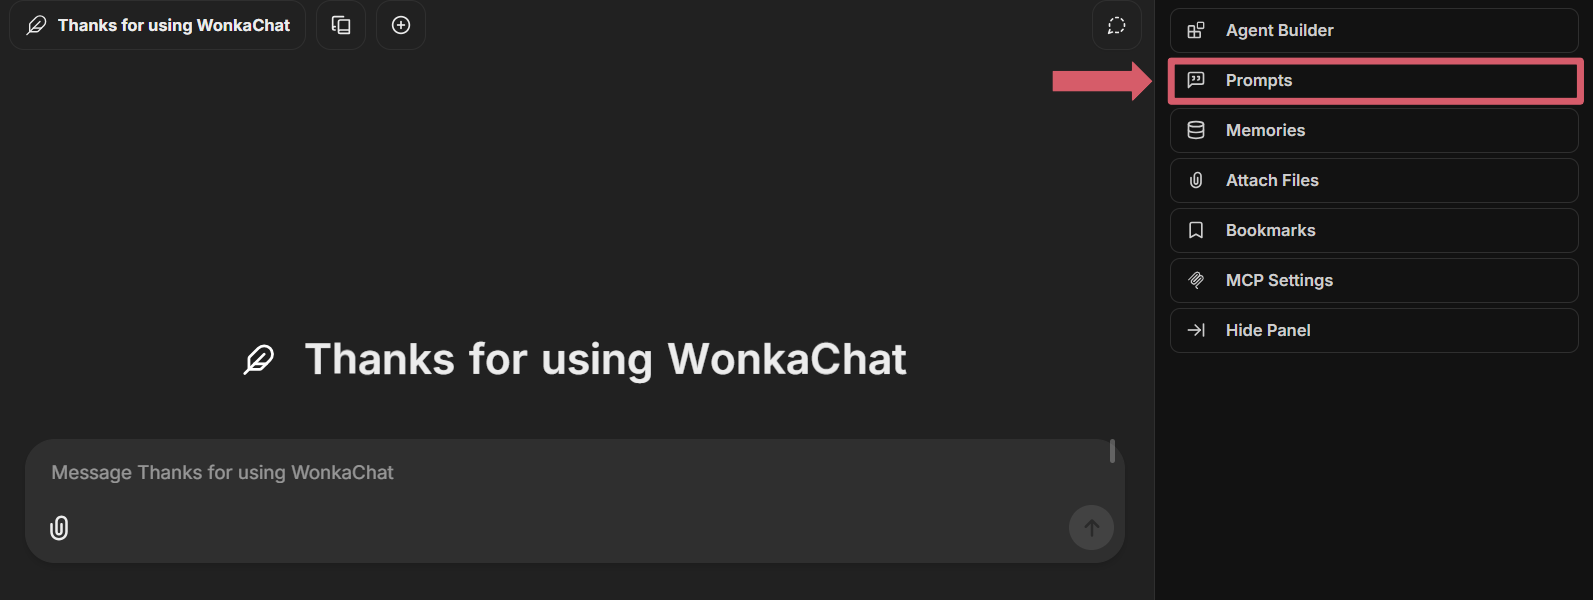 Thanks for using WonkaChat
Agent Builder
Prompts
Memories
Attach Files
Bookmarks
MCP Settings
Hide Panel
Thanks for using WonkaChat
Message Thanks for using WonkaChat